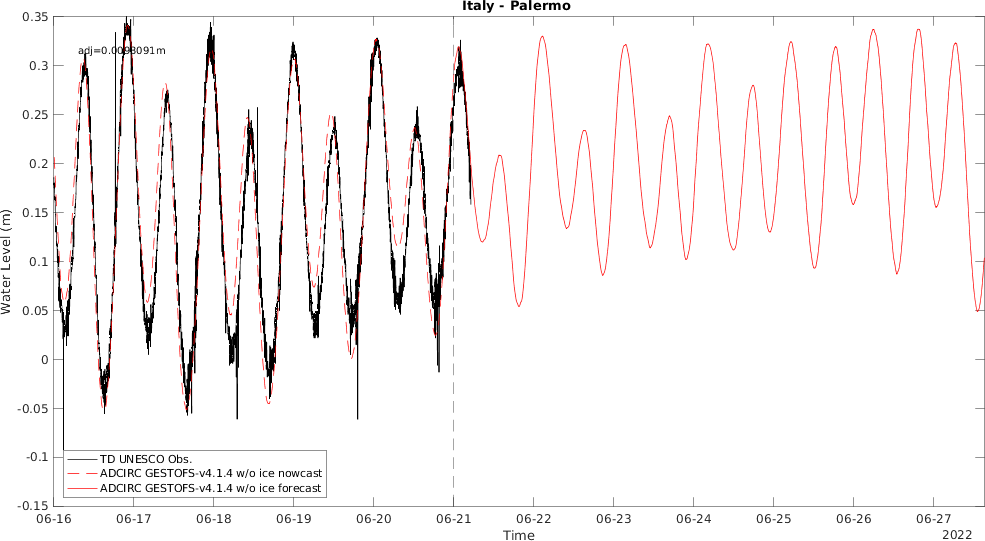 Italy - Palermo
0.35
adj=0.0098091m
0.3
0.25
0.2
0.15
0.1
0.05
0
-0.05
-0.1
-0.15
Water Level (m)
TD UNESCO Obs.
ADCIRC GESTOFS-v4.1.4 w/o ice nowcast
ADCIRC GESTOFS-v4.1.4 w/o ice forecast
06-16 06-17 06-18 06-19 06-20 06-21 06-22 06-23 06-24 06-25 06-26 06-27
Time
2022